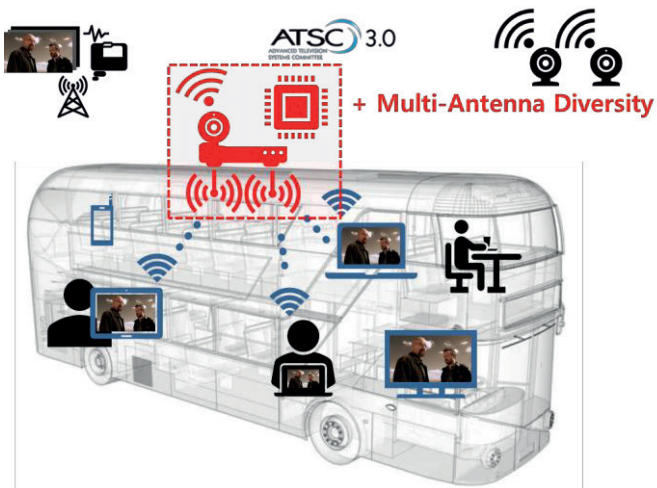 ATSC 3.0
ADVANCED TELEVISION
SYSTEMS COMMITTEE
+ Multi-Antenna Diversity